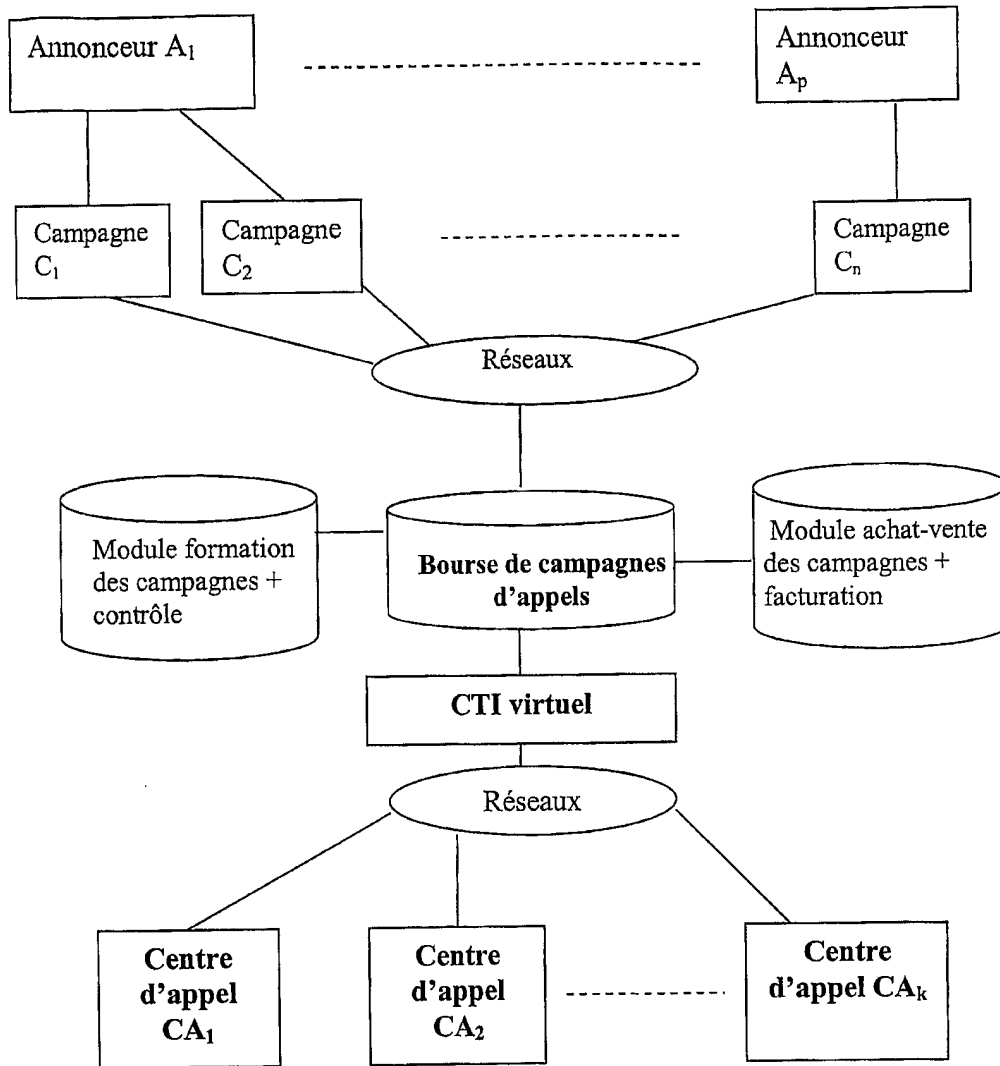 Annonceur A₁
Annonceur
Aₚ
Campagne
C₁
Campagne
C₂
Campagne
Cₙ
Réseaux
Module formation
des campagnes +
contrôle
Bourse de campagnes
d'appels
Module achat-vente
des campagnes +
facturation
CTI virtuel
Réseaux
Centre
d'appel
CA₁
Centre
d'appel
CA₂
Centre
d'appel CAₖ